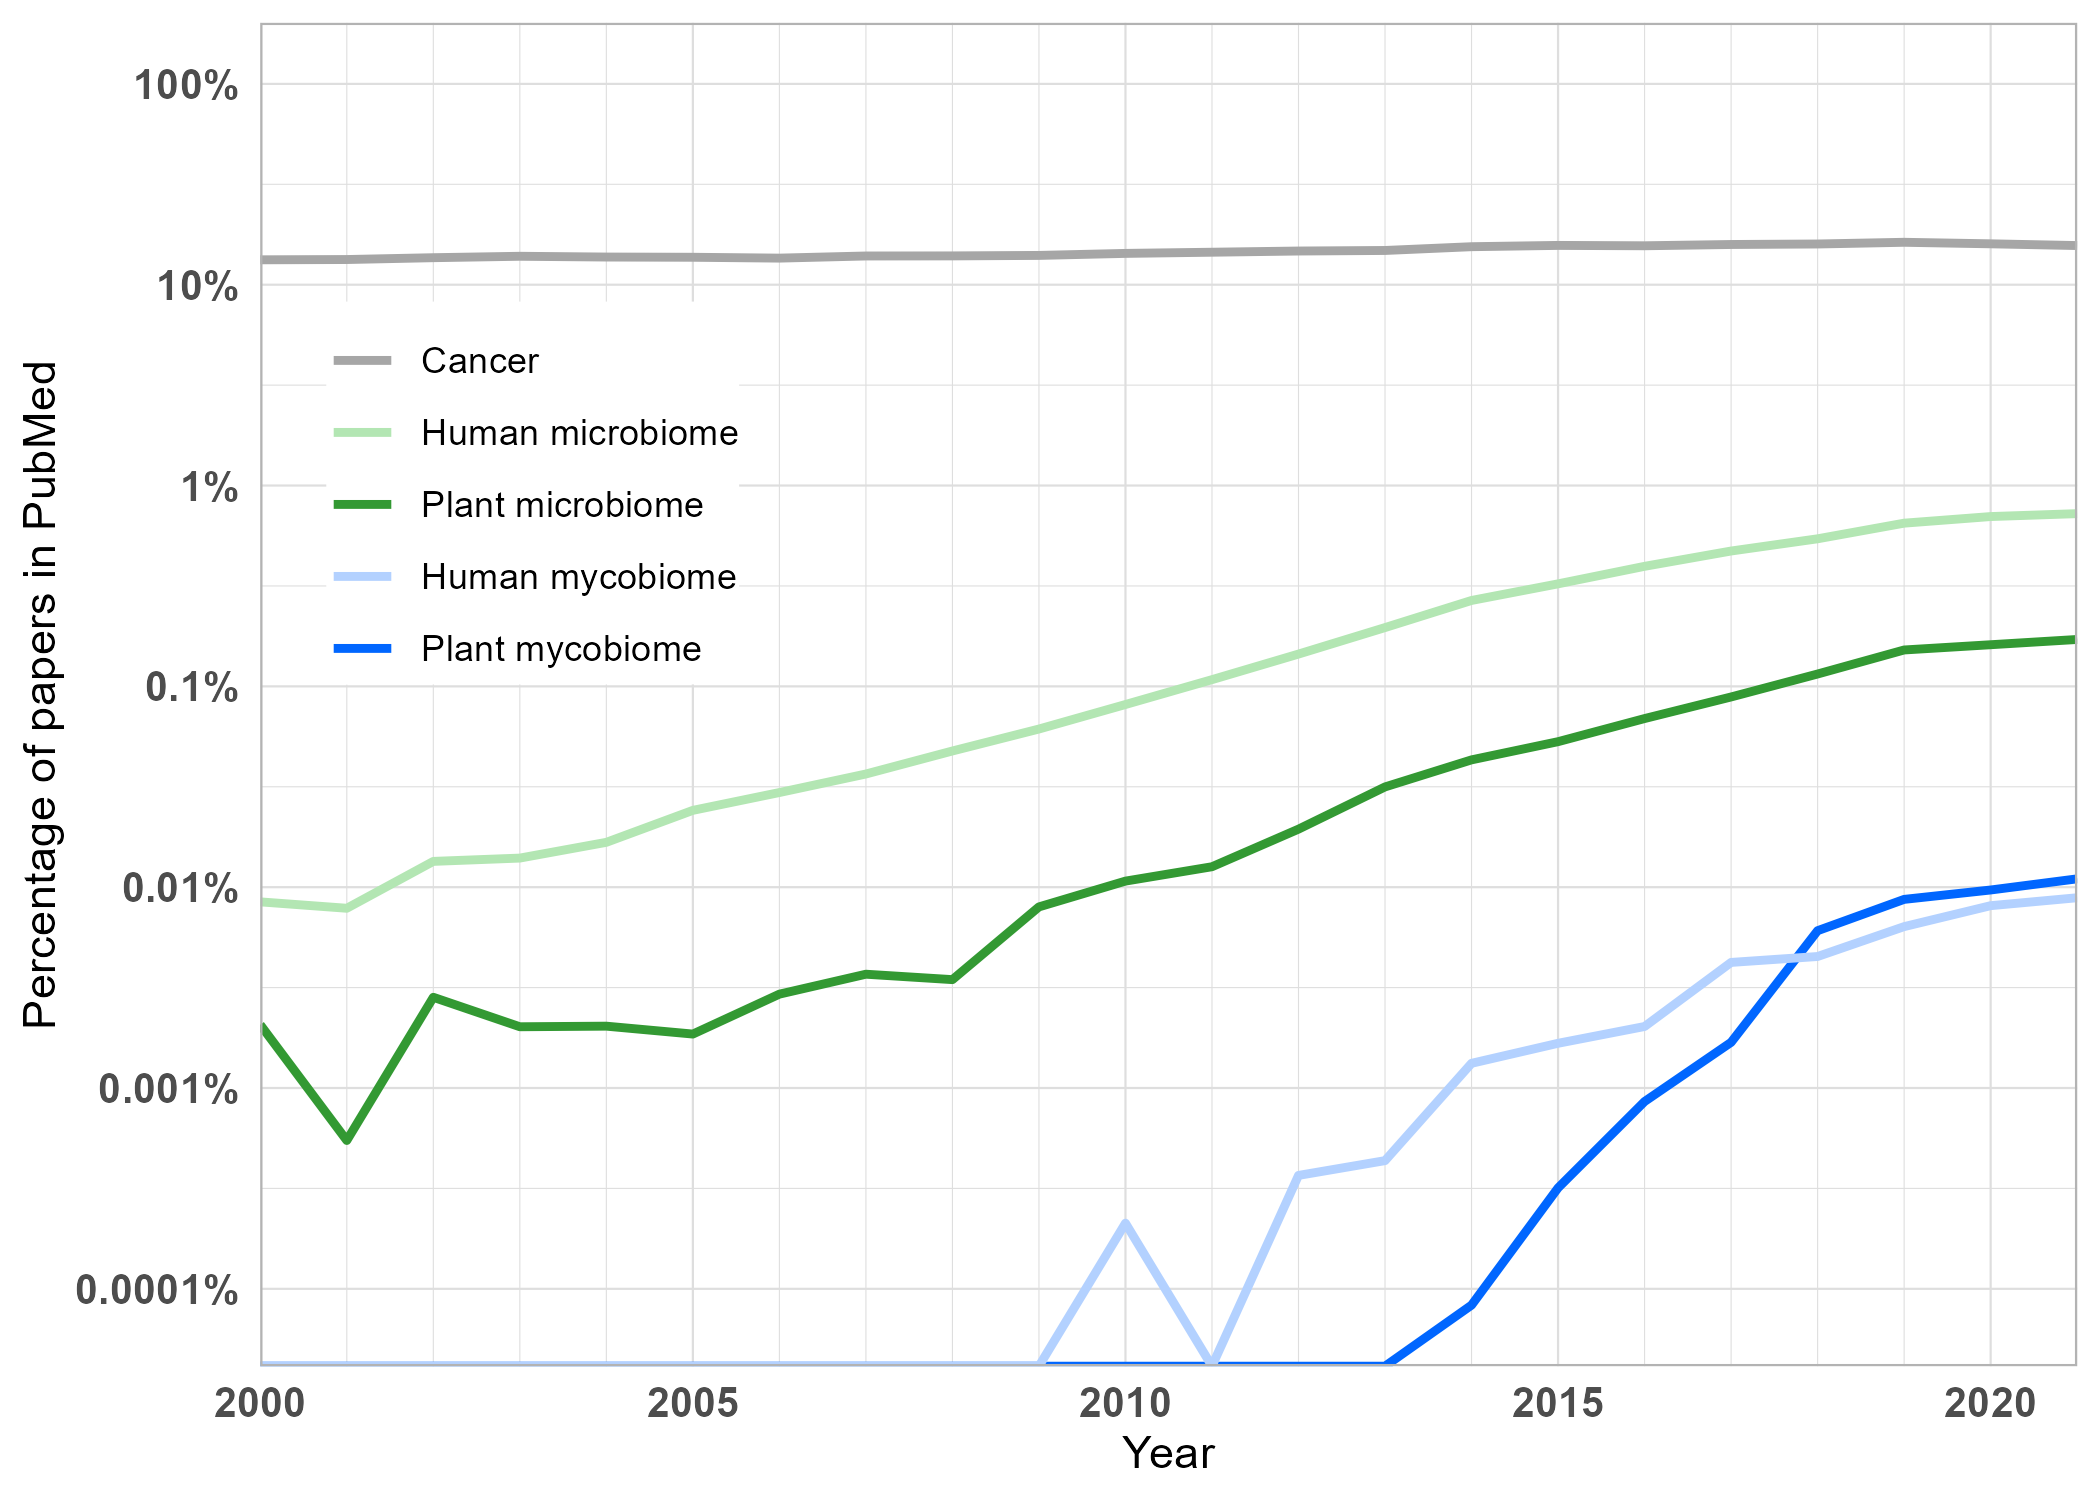 Percentage of papers in PubMed
100%
10%
1%
0.1%
0.01%
0.001%
0.0001%
Cancer
Human microbiome
Plant microbiome
Human mycobiome
Plant mycobiome
2000 2005 2010 2015 2020
Year